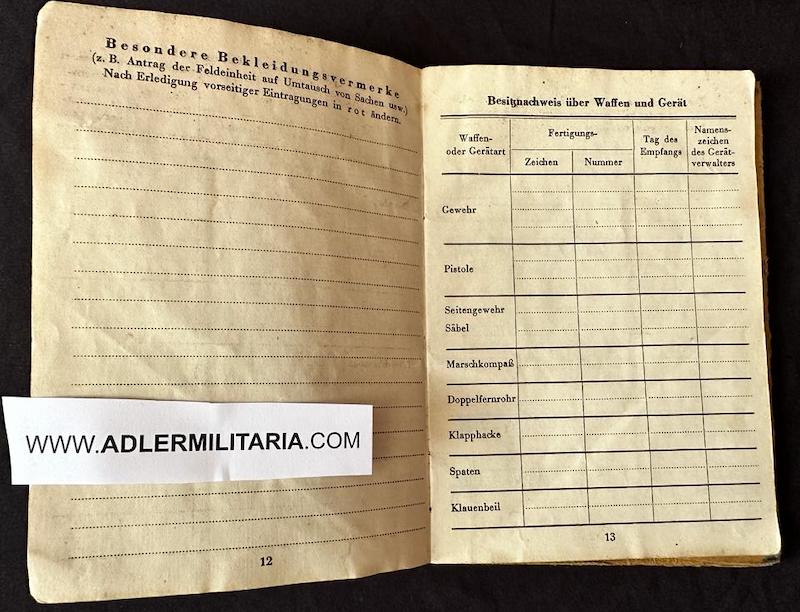 Besondere Bekleidungsvermerke
(z. B. Antrag der Feldeinheit auf Umtausch von Sachen usw.)
Nach Erledigung vorseitiger Eintragungen in rot ändern.
WWW.ADLERMILITARIA.COM
12
Besitznachweis über Waffen und Gerät
Waffen-
oder Gerätart
Fertigungs-
Zeichen
Nummer
Tag des
Empfangs
Namens-
zeichen
des Gerät-
verwalters
Gewehr
Pistole
Seitengewehr
Säbel
Marschkompaß
Doppelfernrohr
Klapphacke
Spaten
Klauenbeil
13